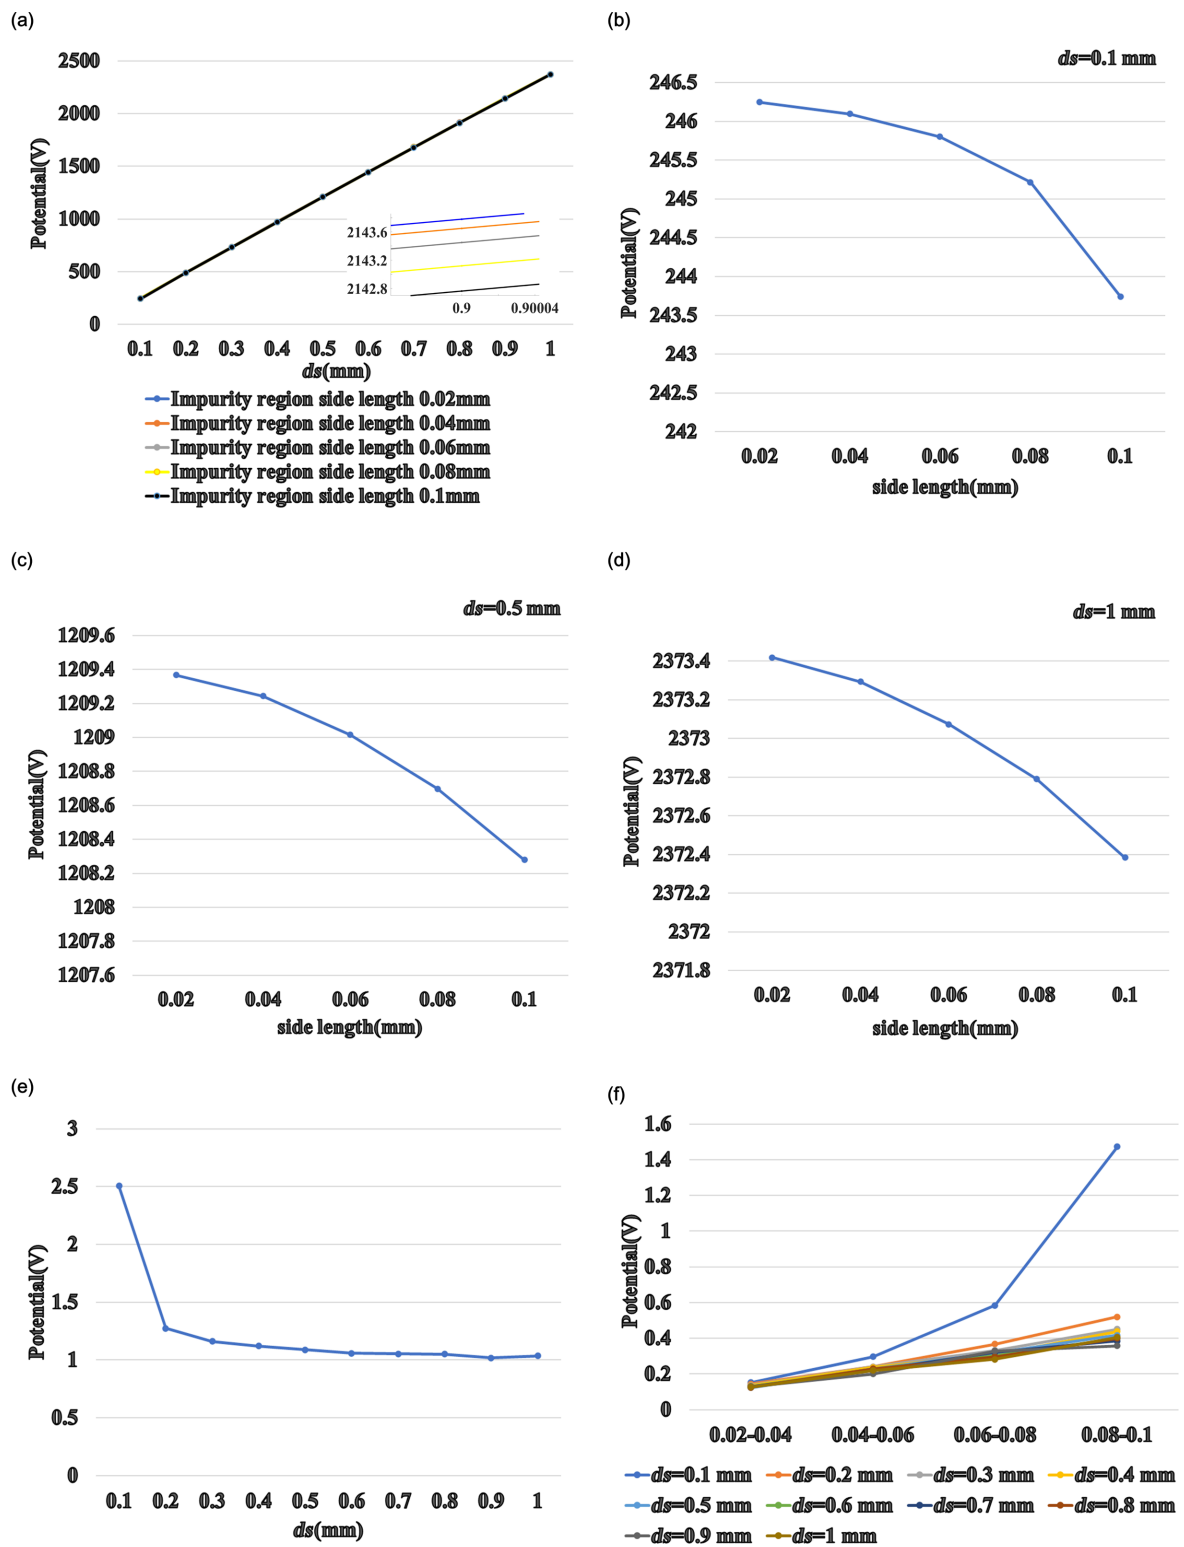 (a)
2500
2000
1500
1000
500
0
Potential(V)
2143.6
2143.2
2142.8
0.9 0.90004
0.1 0.2 0.3 0.4 0.5 0.6 0.7 0.8 0.9 1
ds(mm)
Impurity region side length 0.02mm
Impurity region side length 0.04mm
Impurity region side length 0.06mm
Impurity region side length 0.08mm
Impurity region side length 0.1mm
(b)
ds=0.1 mm
246.5
246
245.5
245
244.5
244
243.5
243
242.5
242
Potential(V)
0.02 0.04 0.06 0.08 0.1
side length(mm)
(c)
ds=0.5 mm
1209.6
1209.4
1209.2
1209
1208.8
1208.6
1208.4
1208.2
1208
1207.8
1207.6
Potential(V)
0.02 0.04 0.06 0.08 0.1
side length(mm)
(d)
ds=1 mm
2373.4
2373.2
2373
2372.8
2372.6
2372.4
2372.2
2372
2371.8
Potential(V)
0.02 0.04 0.06 0.08 0.1
side length(mm)
(e)
3
2.5
2
1.5
1
0.5
0
Potential(V)
0.1 0.2 0.3 0.4 0.5 0.6 0.7 0.8 0.9 1
ds(mm)
(f)
1.6
1.4
1.2
1
0.8
0.6
0.4
0.2
0
Potential(V)
0.02-0.04 0.04-0.06 0.06-0.08 0.08-0.1
ds=0.1 mm ds=0.2 mm ds=0.3 mm ds=0.4 mm
ds=0.5 mm ds=0.6 mm ds=0.7 mm ds=0.8 mm
ds=0.9 mm ds=1 mm